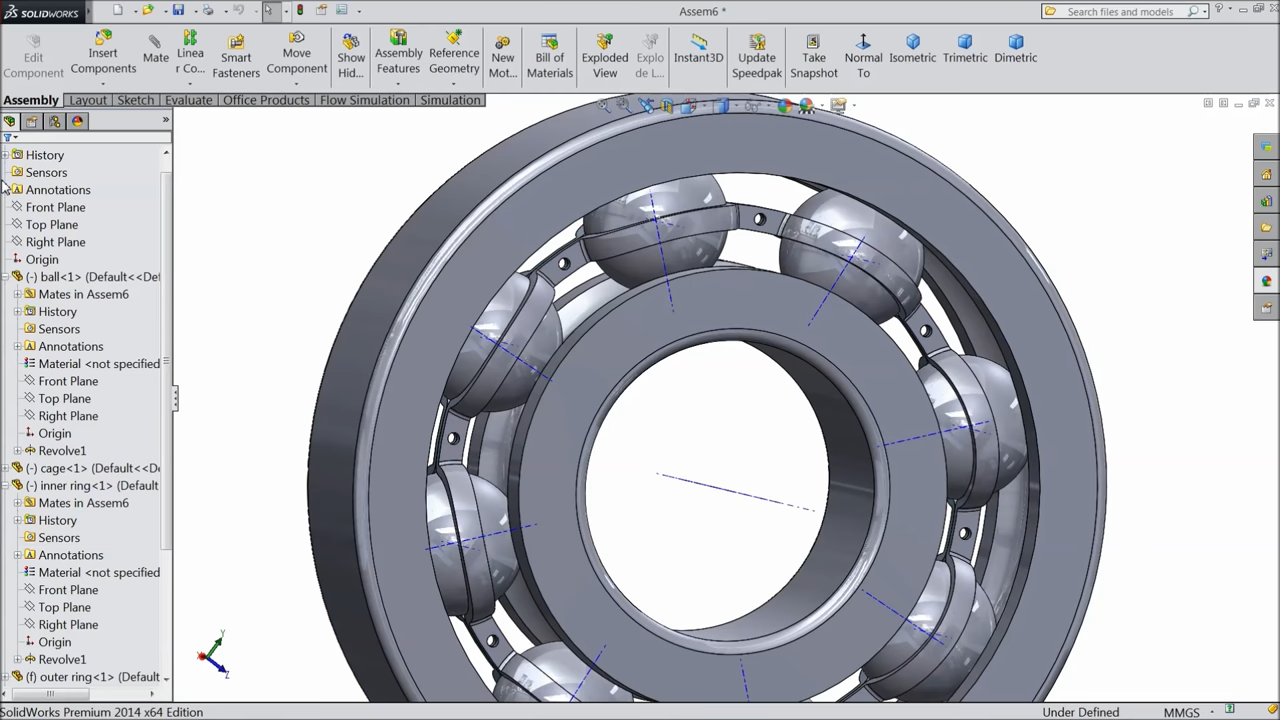 SOLIDWORKS
Assem6 *
Search files and models
Edit Component
Insert Components
Mate
Linea r Co...
Smart Fasteners
Move Component
Show Hid...
Assembly Features
Reference Geometry
New Mot...
Bill of Materials
Exploded View
Explo de L...
Instant3D
Update Speedpak
Take Snapshot
Normal To
Isometric
Trimetric
Dimetric
Assembly
Layout
Sketch
Evaluate
Office Products
Flow Simulation
Simulation
History
Sensors
Annotations
Front Plane
Top Plane
Right Plane
Origin
(-) ball<1> (Default<<Def
Mates in Assem6
History
Sensors
Annotations
Material <not specified
Front Plane
Top Plane
Right Plane
Origin
Revolve1
(-) cage<1> (Default<<De
(-) inner ring<1> (Default
Mates in Assem6
History
Sensors
Annotations
Material <not specified
Front Plane
Top Plane
Right Plane
Origin
Revolve1
(f) outer ring<1> (Default
Y
Z
SolidWorks Premium 2014 x64 Edition
Under Defined
MMGS